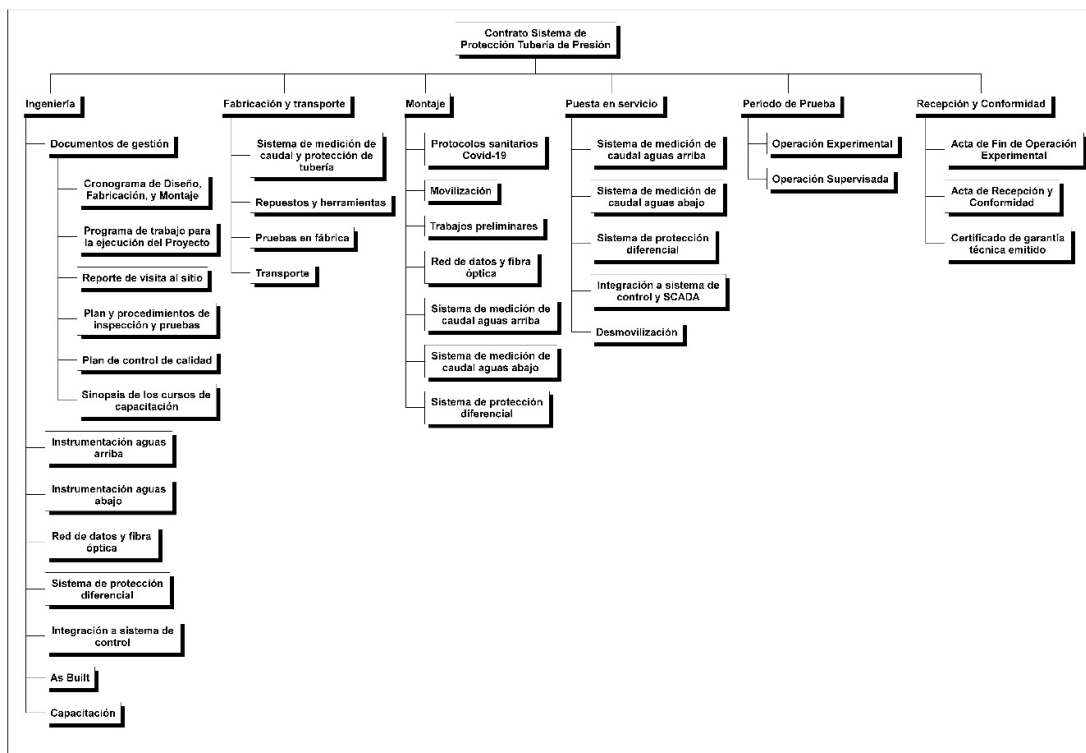 Contrato Sistema de
Protección Tubería de Presión
Ingeniería
Documentos de gestión
Cronograma de Diseño,
Fabricación, y Montaje
Programa de trabajo para
la ejecución del Proyecto
Reporte de visita al sitio
Plan y procedimientos de
inspección y pruebas
Plan de control de calidad
Sinopsis de los cursos de
capacitación
Instrumentación aguas
arriba
Instrumentación aguas
abajo
Red de datos y fibra
óptica
Sistema de protección
diferencial
Integración a sistema de
control
As Built
Capacitación
Fabricación y transporte
Sistema de medición de
caudal y protección de
tubería
Repuestos y herramientas
Pruebas en fábrica
Transporte
Montaje
Protocolos sanitarios
Covid-19
Movilización
Trabajos preliminares
Red de datos y fibra
óptica
Sistema de medición de
caudal aguas arriba
Sistema de medición de
caudal aguas abajo
Sistema de protección
diferencial
Puesta en servicio
Sistema de medición de
caudal aguas arriba
Sistema de medición de
caudal aguas abajo
Sistema de protección
diferencial
Integración a sistema de
control y SCADA
Desmovilización
Periodo de Prueba
Operación Experimental
Operación Supervisada
Recepción y Conformidad
Acta de Fin de Operación
Experimental
Acta de Recepción y
Conformidad
Certificado de garantía
técnica emitido